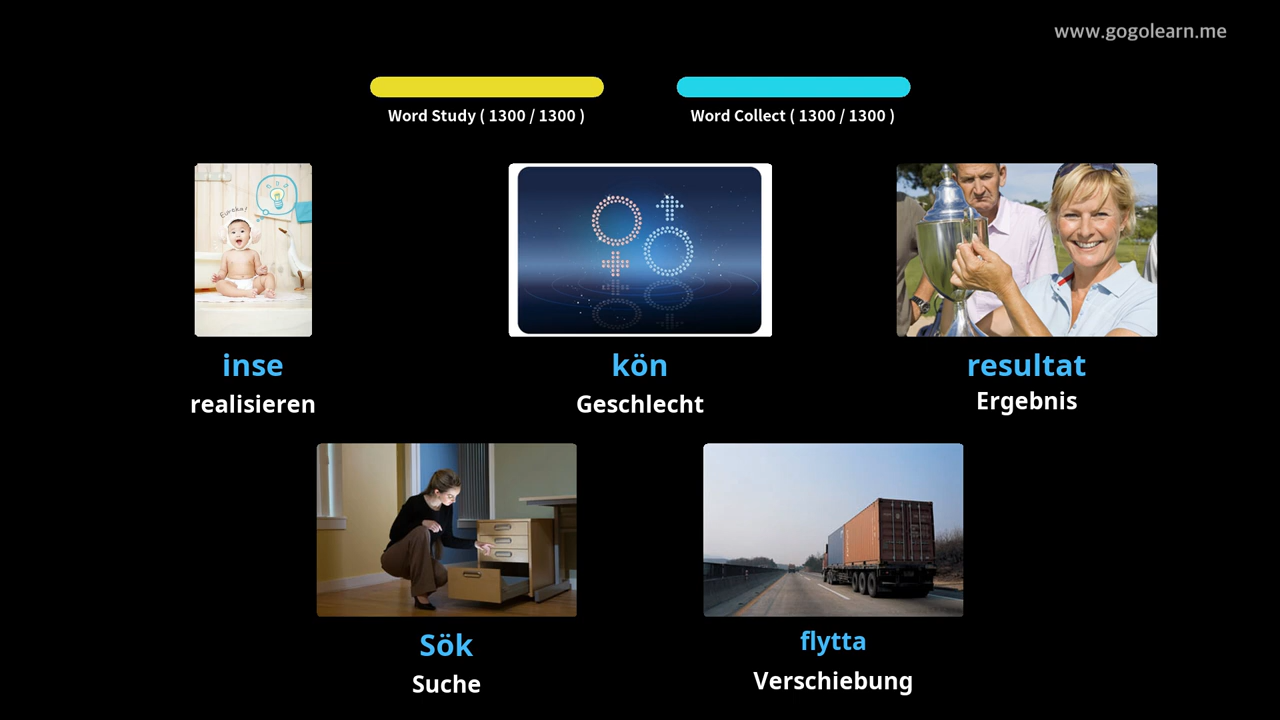 www.gogolearn.me
Word Study ( 1300 / 1300 )
Word Collect ( 1300 / 1300 )
Eureka!
inse
kön
resultat
realisieren
Geschlecht
Ergebnis
Sök
flytta
Suche
Verschiebung